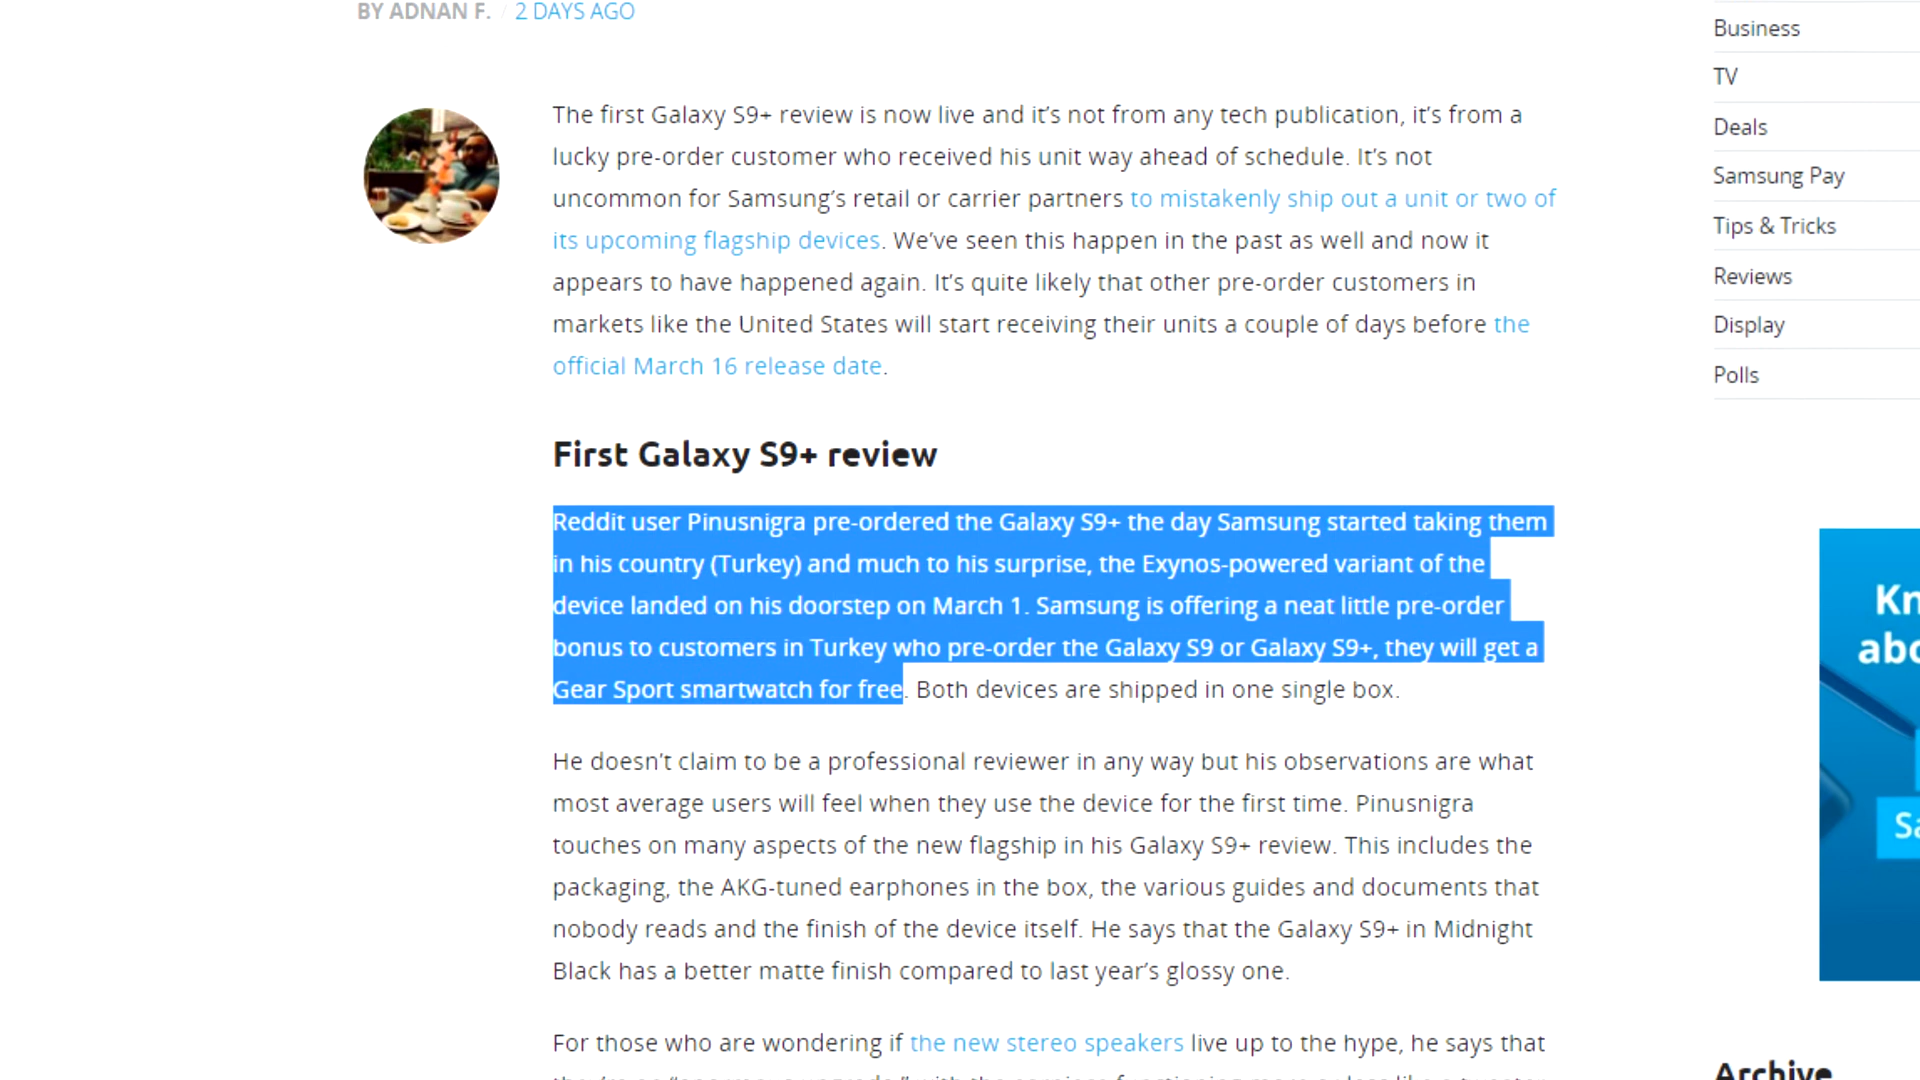 BY ADNAN F. / 2 DAYS AGO
The first Galaxy S9+ review is now live and it’s not from any tech publication, it’s from a
lucky pre-order customer who received his unit way ahead of schedule. It’s not
uncommon for Samsung’s retail or carrier partners to mistakenly ship out a unit or two of
its upcoming flagship devices. We’ve seen this happen in the past as well and now it
appears to have happened again. It’s quite likely that other pre-order customers in
markets like the United States will start receiving their units a couple of days before the
official March 16 release date.
First Galaxy S9+ review
Reddit user Pinusnigra pre-ordered the Galaxy S9+ the day Samsung started taking them
in his country (Turkey) and much to his surprise, the Exynos-powered variant of the
device landed on his doorstep on March 1. Samsung is offering a neat little pre-order
bonus to customers in Turkey who pre-order the Galaxy S9 or Galaxy S9+, they will get a
Gear Sport smartwatch for free. Both devices are shipped in one single box.
He doesn’t claim to be a professional reviewer in any way but his observations are what
most average users will feel when they use the device for the first time. Pinusnigra
touches on many aspects of the new flagship in his Galaxy S9+ review. This includes the
packaging, the AKG-tuned earphones in the box, the various guides and documents that
nobody reads and the finish of the device itself. He says that the Galaxy S9+ in Midnight
Black has a better matte finish compared to last year’s glossy one.
For those who are wondering if the new stereo speakers live up to the hype, he says that
Business
TV
Deals
Samsung Pay
Tips & Tricks
Reviews
Display
Polls
Kn
abo
Sa
Archive